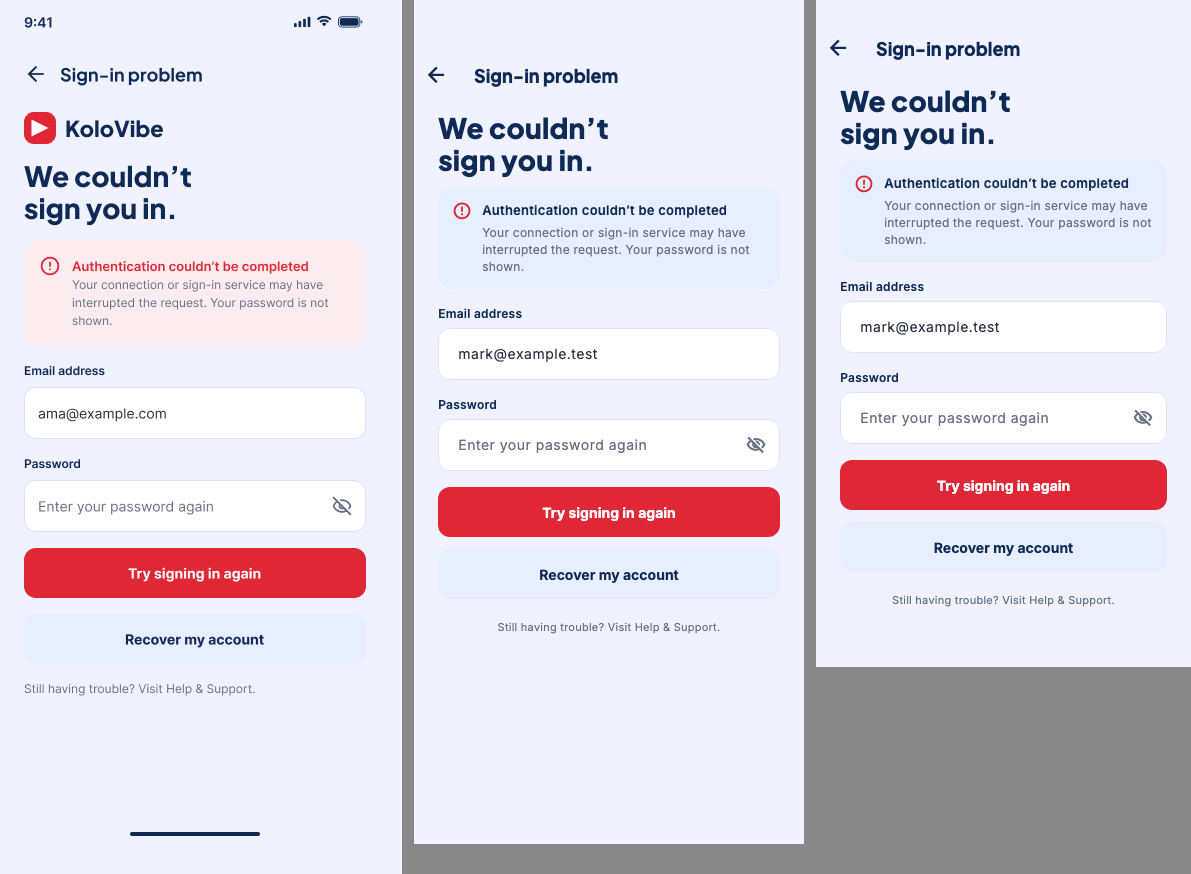 9:41
Sign-in problem
KoloVibe
We couldn’t
sign you in.
Authentication couldn’t be completed
Your connection or sign-in service may have
interrupted the request. Your password is not
shown.
Email address
ama@example.com
Password
Enter your password again
Try signing in again
Recover my account
Still having trouble? Visit Help & Support.
Sign-in problem
We couldn’t
sign you in.
Authentication couldn’t be completed
Your connection or sign-in service may have
interrupted the request. Your password is not
shown.
Email address
mark@example.test
Password
Enter your password again
Try signing in again
Recover my account
Still having trouble? Visit Help & Support.
Sign-in problem
We couldn’t
sign you in.
Authentication couldn’t be completed
Your connection or sign-in service may have
interrupted the request. Your password is not
shown.
Email address
mark@example.test
Password
Enter your password again
Try signing in again
Recover my account
Still having trouble? Visit Help & Support.